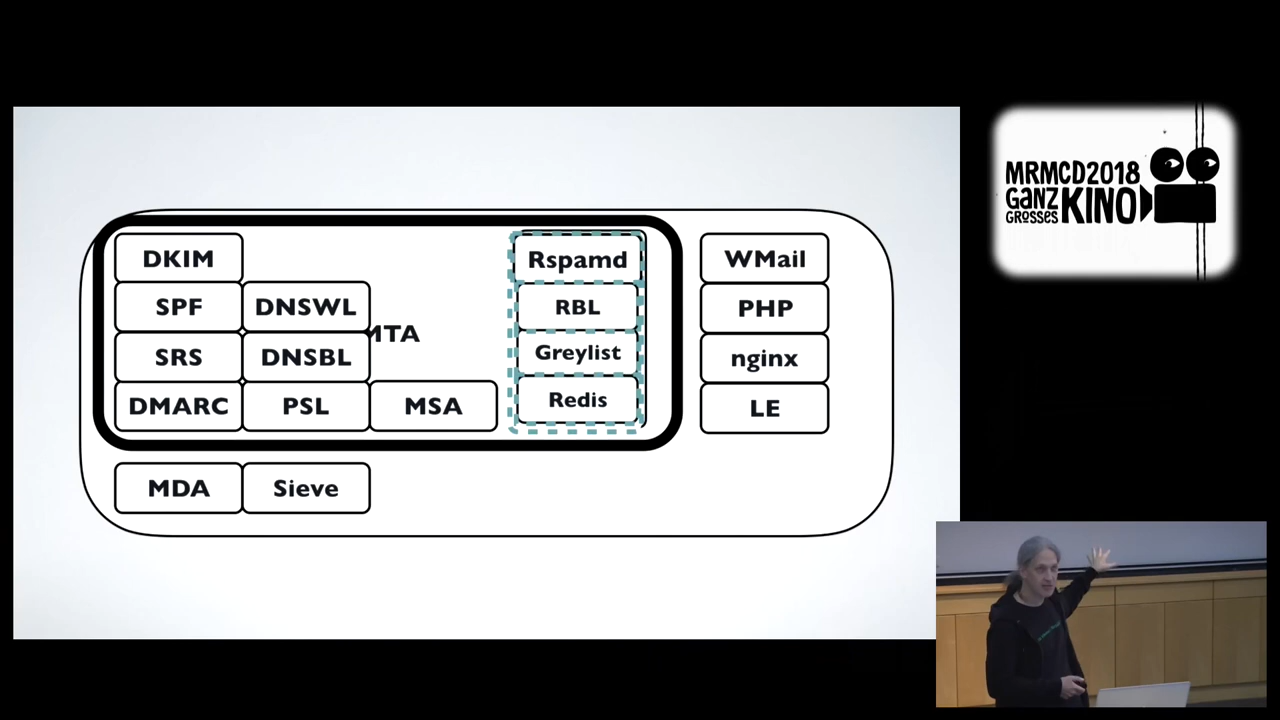 DKIM
SPF
DNSWL
MTA
SRS
DNSBL
DMARC
PSL
MSA
Rspamd
RBL
Greylist
Redis
WMail
PHP
nginx
LE
MDA
Sieve
MRMCD2018
GANZ
GROSSES
KINO